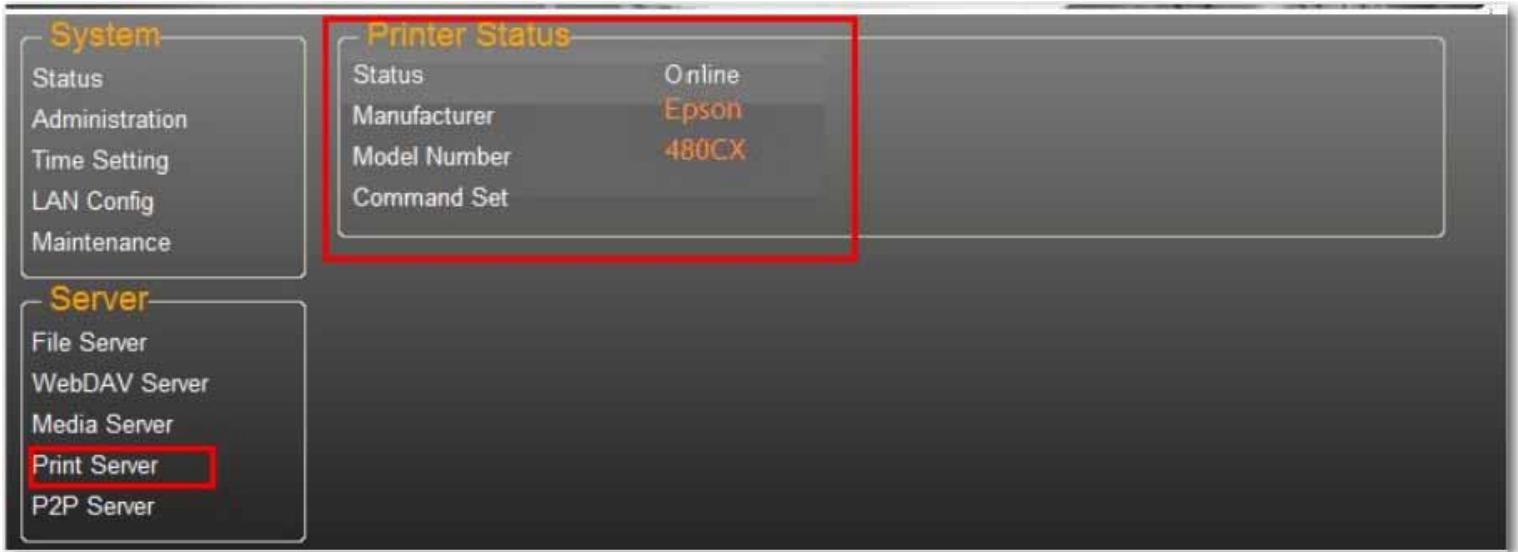 System
Status
Administration
Time Setting
LAN Config
Maintenance
Server
File Server
WebDAV Server
Media Server
Print Server
P2P Server
Printer Status
Status Online
Manufacturer Epson
Model Number 480CX
Command Set